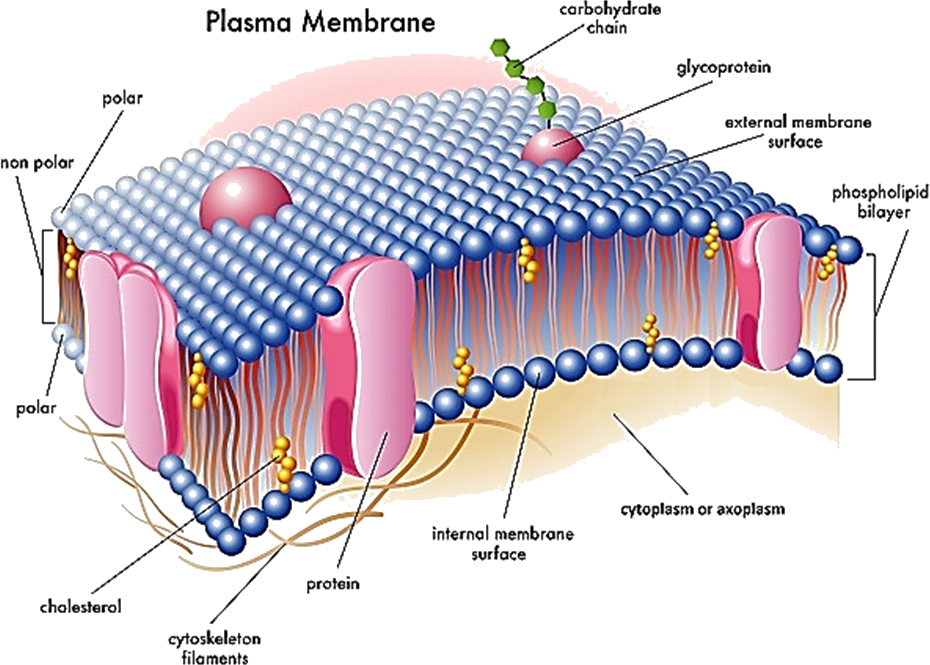 Plasma Membrane
carbohydrate
chain
glycoprotein
polar
external membrane
surface
non polar
phospholipid
bilayer
polar
cytoplasm or axoplasm
internal membrane
surface
protein
cholesterol
cytoskeleton
filaments